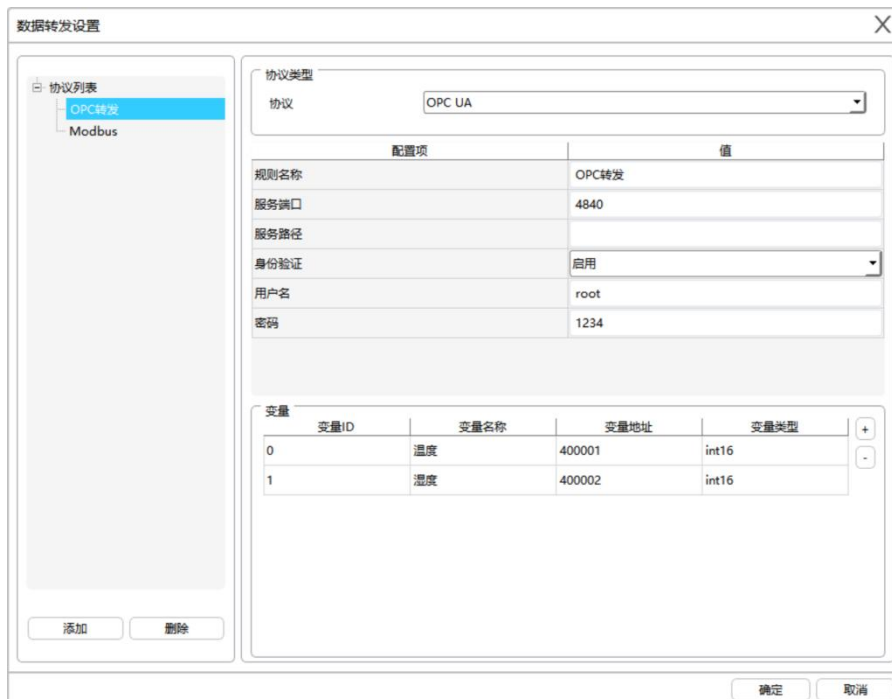 数据转发设置
协议列表
OPC转发
Modbus
添加 删除
协议类型
协议 OPC UA
配置项 值
规则名称 OPC转发
服务端口 4840
服务路径
身份验证 启用
用户名 root
密码 1234
变量
变量ID 变量名称 变量地址 变量类型
0 温度 400001 int16
1 湿度 400002 int16
+
-
确定 取消